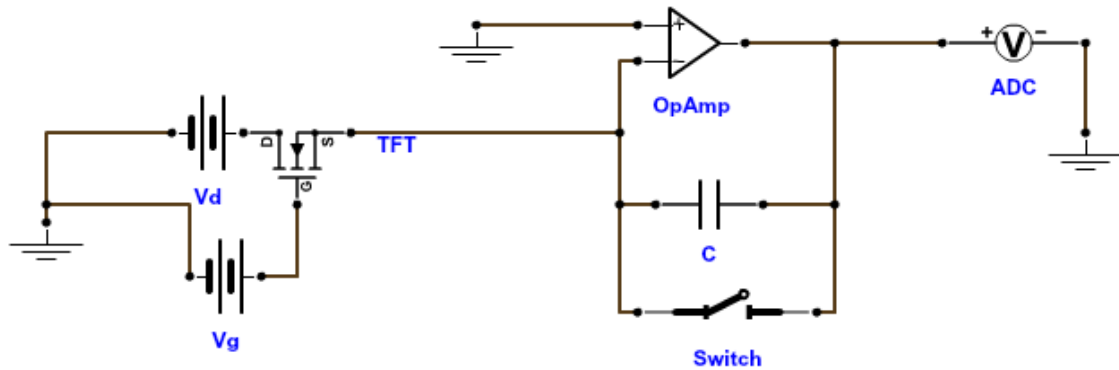 +
−
OpAmp
+ V −
ADC
D
S
G
TFT
Vd
C
Vg
Switch